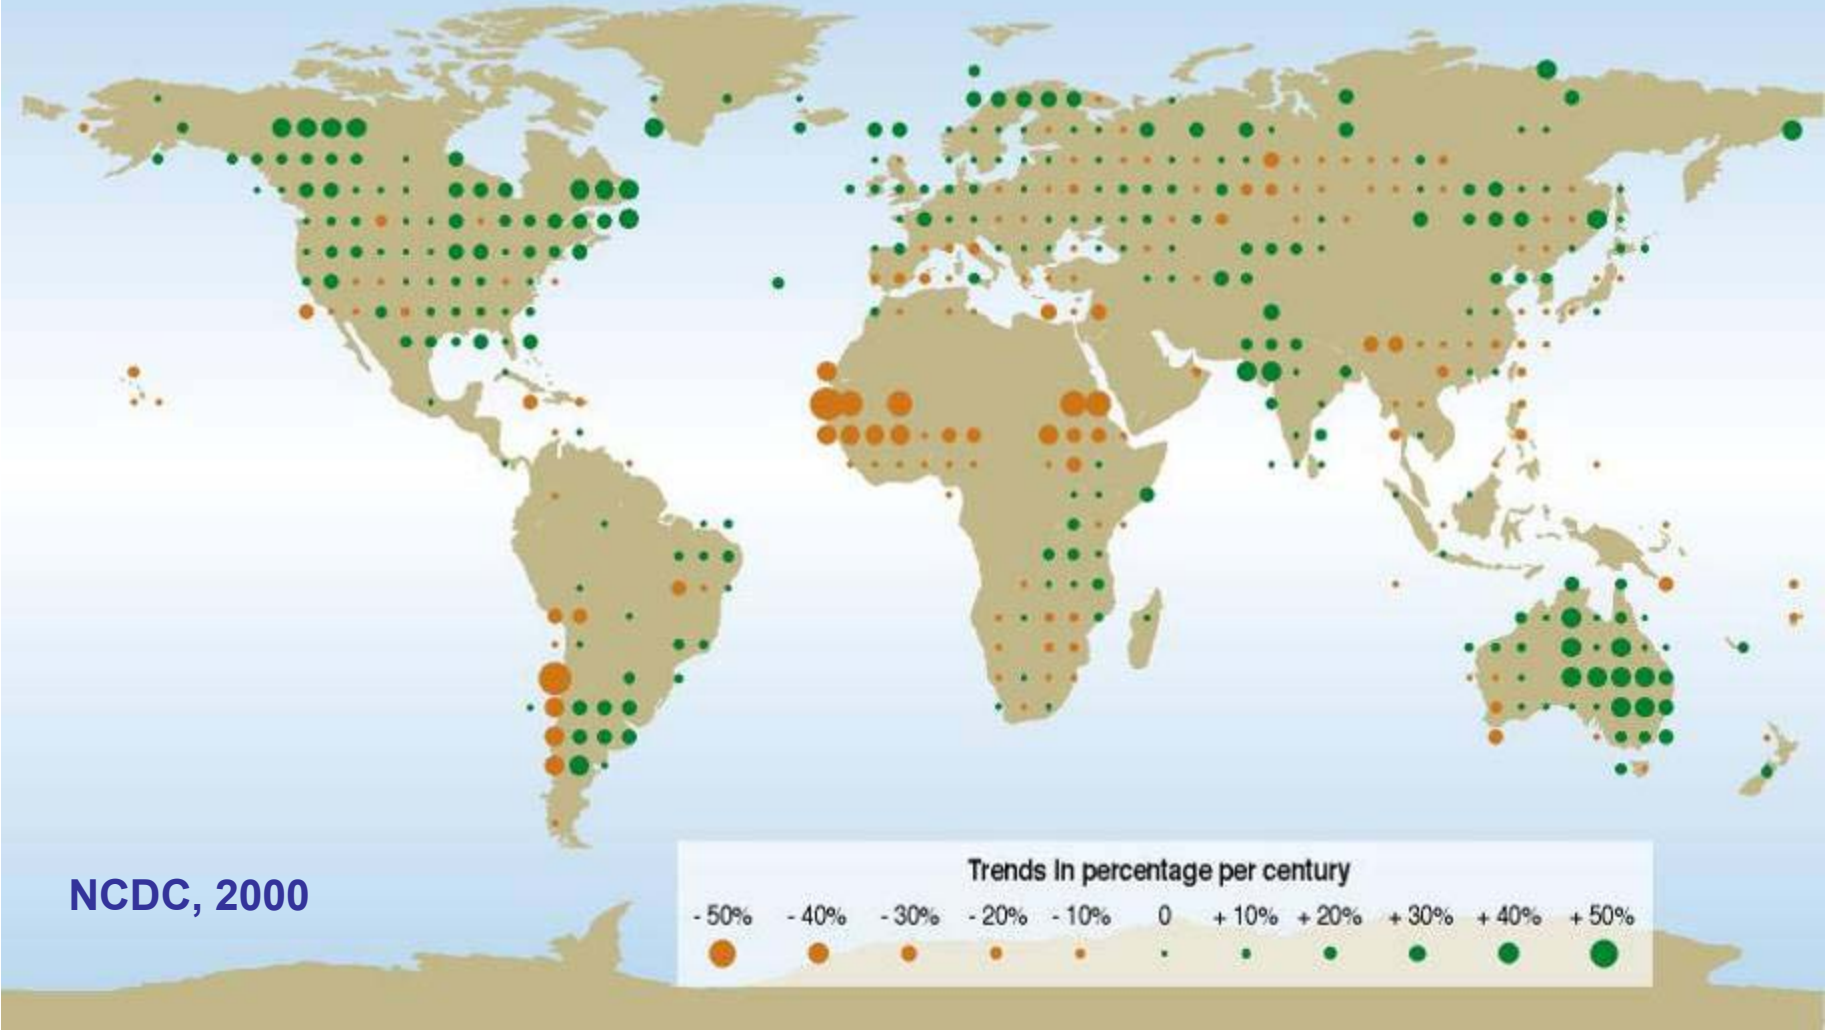 NCDC, 2000
Trends In percentage per century
- 50% - 40% - 30% - 20% - 10% 0 + 10% + 20% + 30% + 40% + 50%